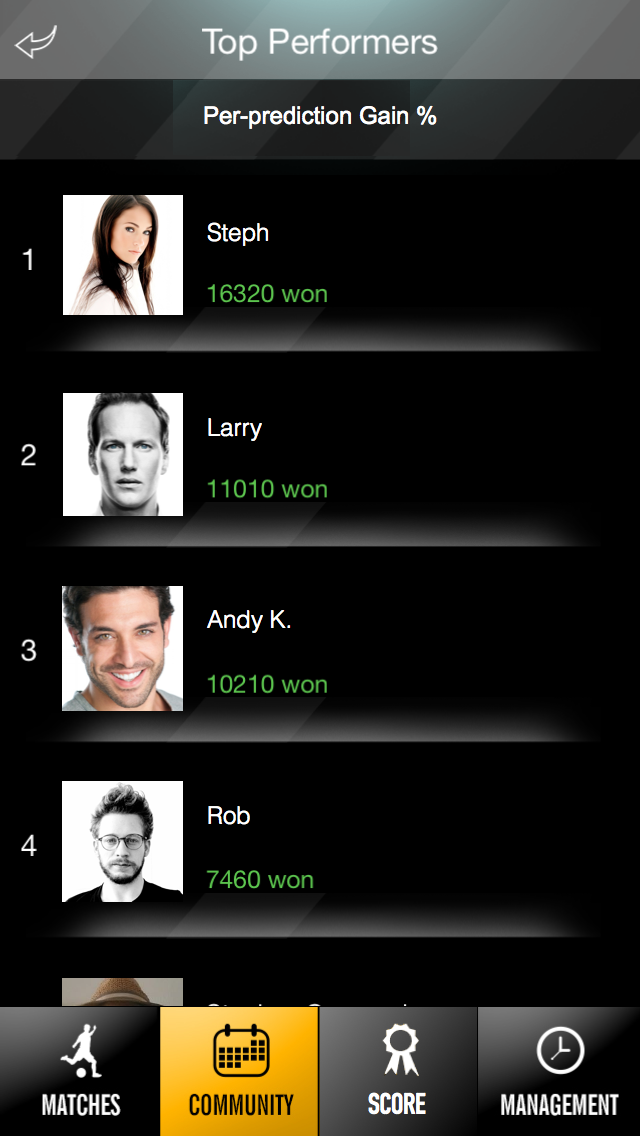 Top Performers
Per-prediction Gain %
1
Steph
16320 won
2
Larry
11010 won
3
Andy K.
10210 won
4
Rob
7460 won
MATCHES
COMMUNITY
SCORE
MANAGEMENT